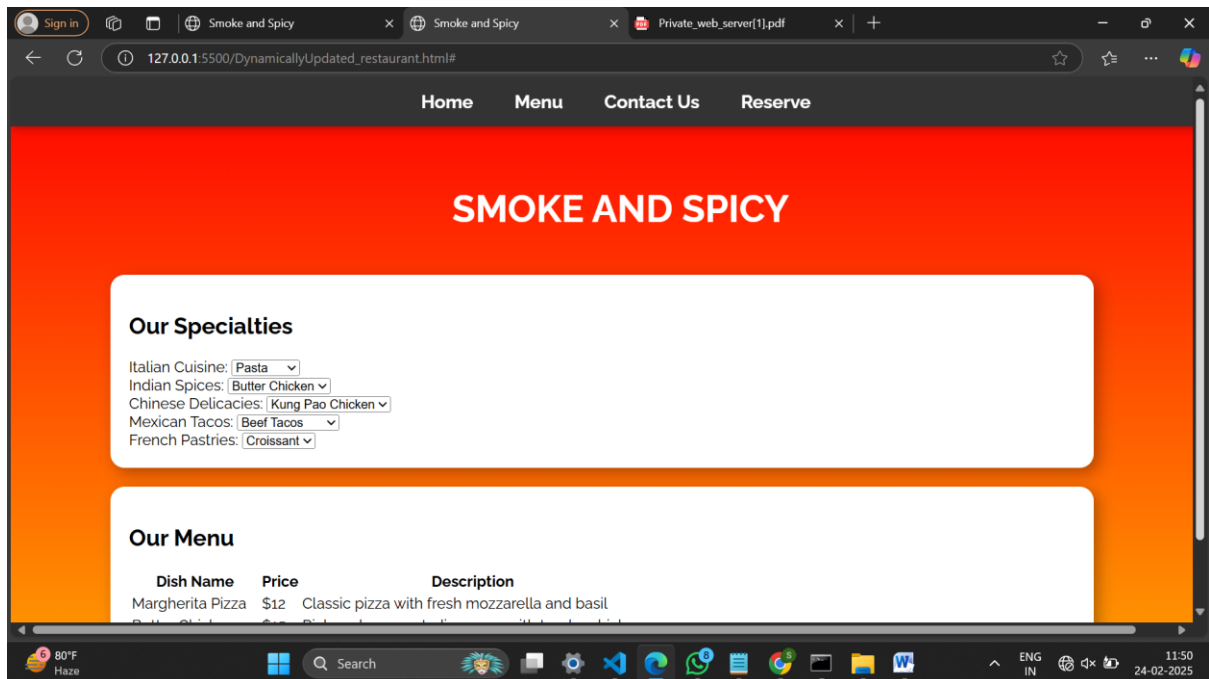 Sign in
Smoke and Spicy
Smoke and Spicy
Private_web_server[1].pdf
127.0.0.1:5500/DynamicallyUpdated_restaurant.html#
Home Menu Contact Us Reserve
SMOKE AND SPICY
Our Specialties
Italian Cuisine: Pasta
Indian Spices: Butter Chicken
Chinese Delicacies: Kung Pao Chicken
Mexican Tacos: Beef Tacos
French Pastries: Croissant
Our Menu
Dish Name Price Description
Margherita Pizza $12 Classic pizza with fresh mozzarella and basil
6
80°F
Haze
Search
8
ENG
IN
11:50
24-02-2025